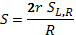 S = 2r S_{L,R} / R